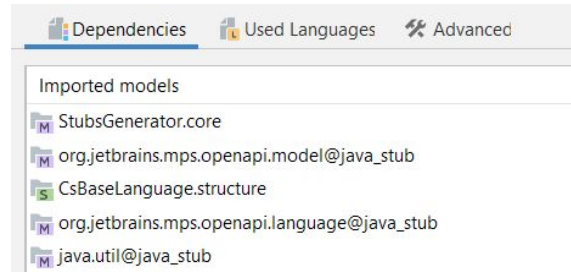 Dependencies Used Languages Advanced
Imported models
StubsGenerator.core
org.jetbrains.mps.openapi.model@java_stub
CsBaseLanguage.structure
org.jetbrains.mps.openapi.language@java_stub
java.util@java_stub